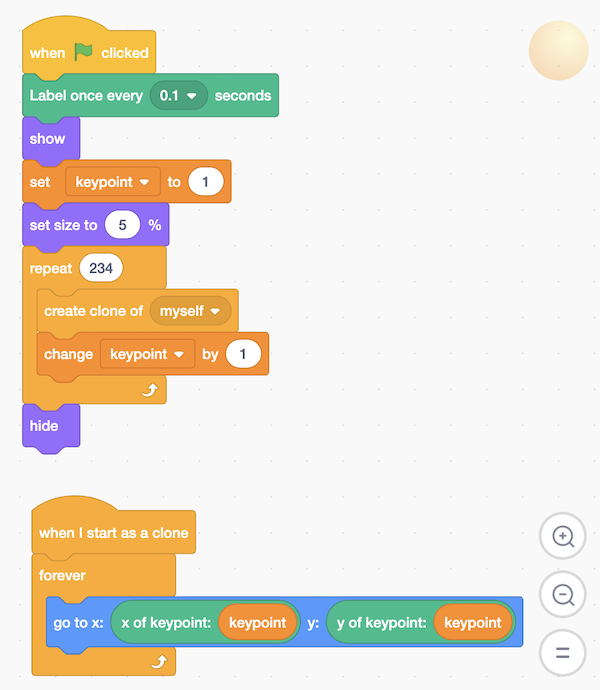 when clicked
Label once every 0.1 seconds
show
set keypoint to 1
set size to 5 %
repeat 234
create clone of myself
change keypoint by 1
hide
when I start as a clone
forever
go to x: x of keypoint: keypoint y: y of keypoint: keypoint